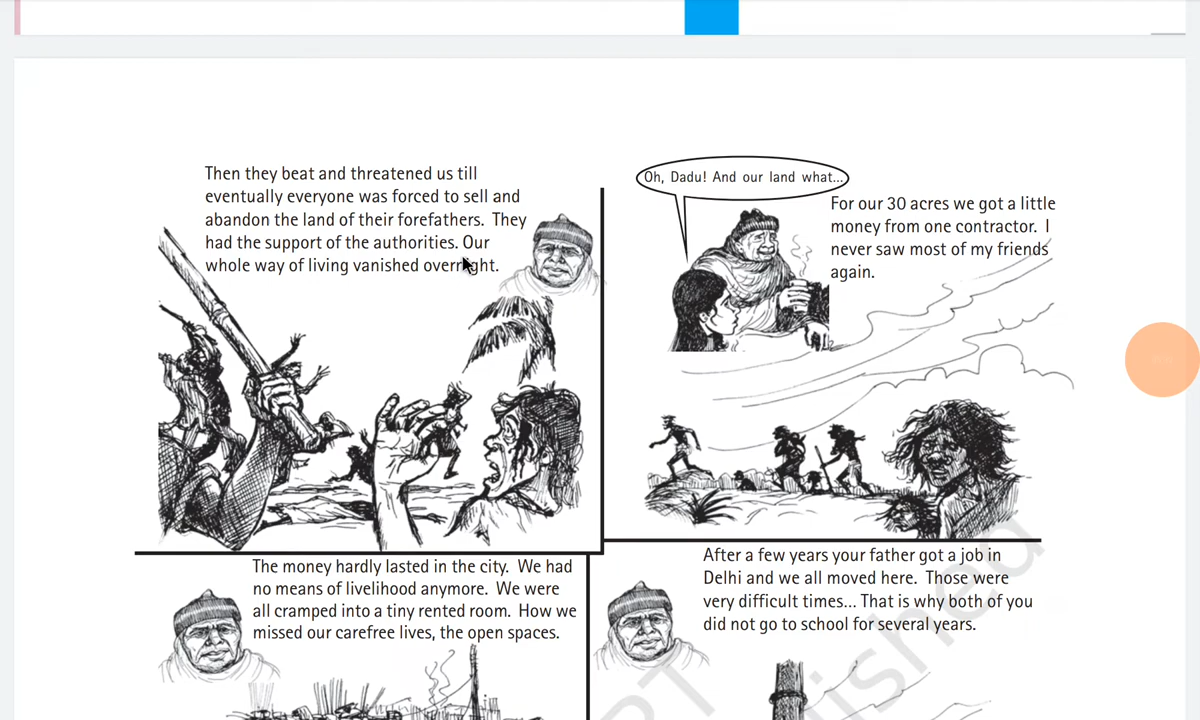 Then they beat and threatened us till
eventually everyone was forced to sell and
abandon the land of their forefathers. They
had the support of the authorities. Our
whole way of living vanished overnight.
Oh, Dadu! And our land what...
For our 30 acres we got a little
money from one contractor. I
never saw most of my friends
again.
The money hardly lasted in the city. We had
no means of livelihood anymore. We were
all cramped into a tiny rented room. How we
missed our carefree lives, the open spaces.
After a few years your father got a job in
Delhi and we all moved here. Those were
very difficult times... That is why both of you
did not go to school for several years.